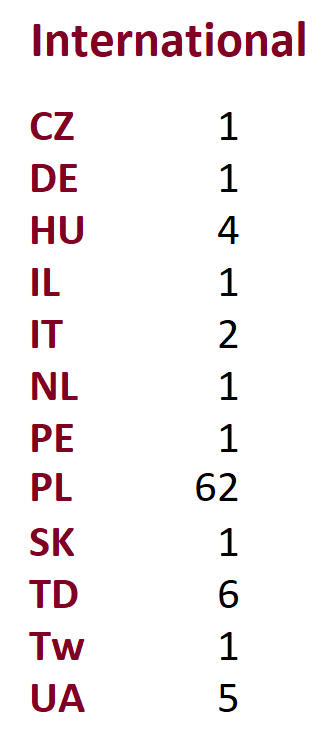 International
CZ 1
DE 1
HU 4
IL 1
IT 2
NL 1
PE 1
PL 62
SK 1
TD 6
Tw 1
UA 5